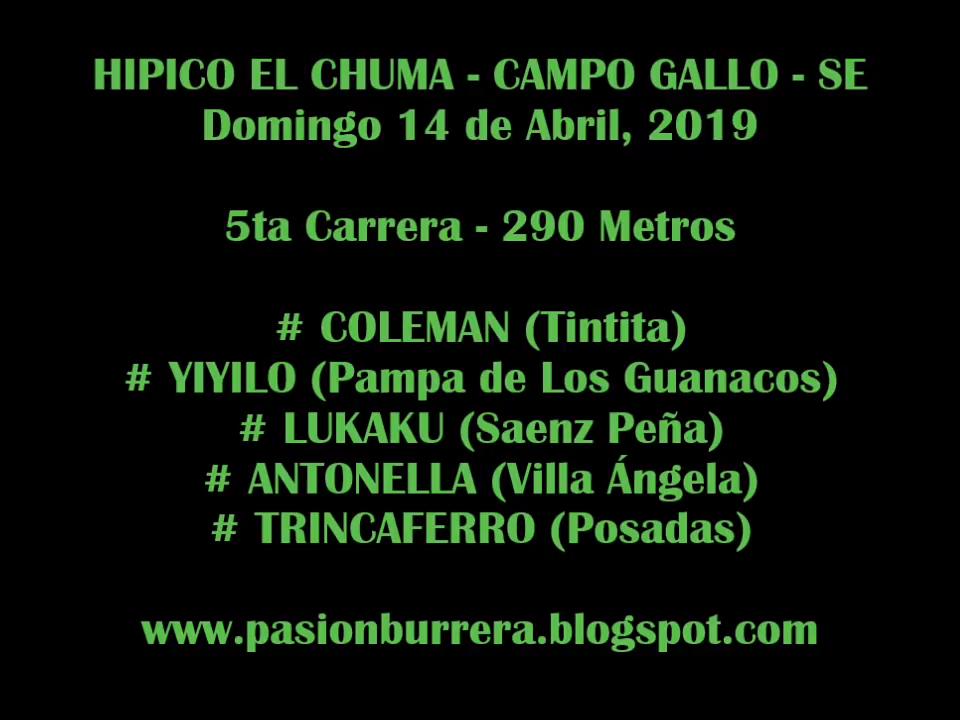 HIPICO EL CHUMA - CAMPO GALLO - SE
Domingo 14 de Abril, 2019
5ta Carrera - 290 Metros
# COLEMAN (Tintita)
# YIYILO (Pampa de Los Guanacos)
# LUKAKU (Saenz Peña)
# ANTONELLA (Villa Ángela)
# TRINCAFERRO (Posadas)
www.pasionburrera.blogspot.com